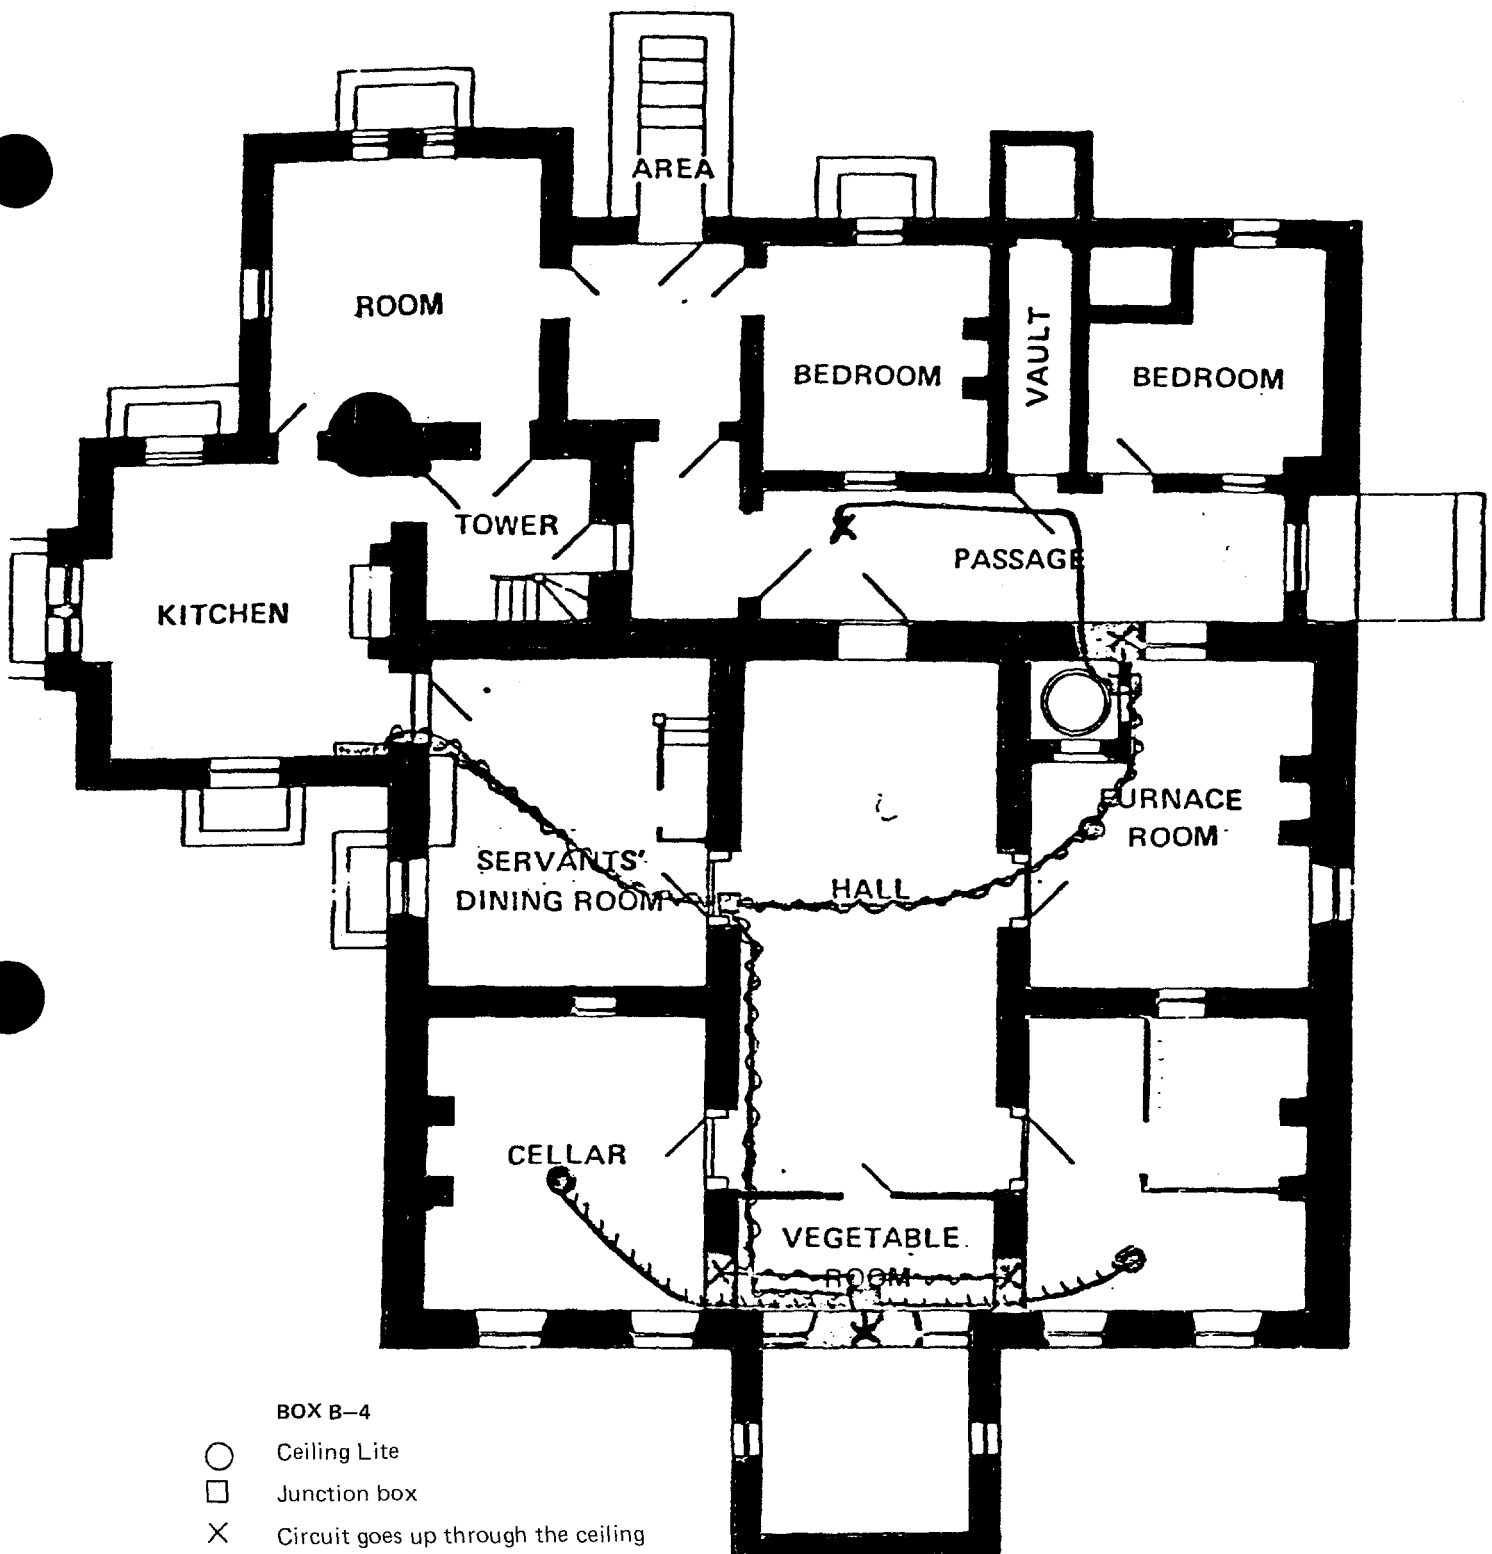 AREA
ROOM
BEDROOM
VAULT
BEDROOM
TOWER
PASSAGE
KITCHEN
FURNACE
ROOM
SERVANTS'
DINING ROOM
HALL
CELLAR
VEGETABLE
ROOM
BOX B-4
Ceiling Lite
Junction box
Circuit goes up through the ceiling